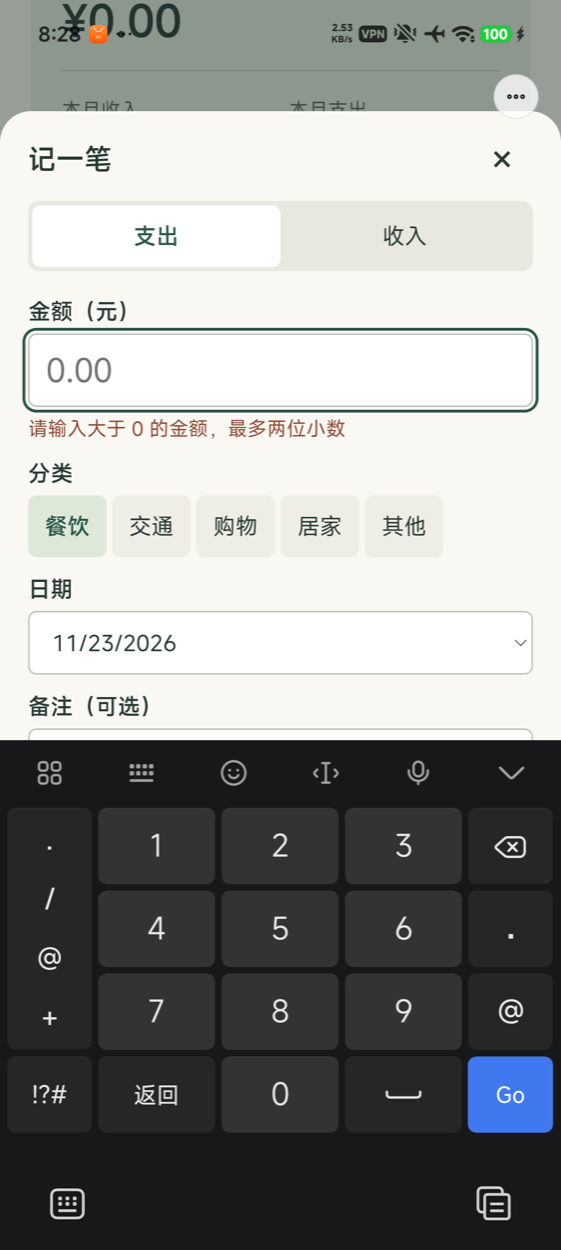 ¥0.00
8:28
2.53 KB/s VPN 100
本月收入 本月支出
记一笔
支出 收入
金额（元）
0.00
请输入大于 0 的金额，最多两位小数
分类
餐饮 交通 购物 居家 其他
日期
11/23/2026
备注（可选）
· 1 2 3
/ 4 5 6 .
@ 7 8 9 @
+
!?# 返回 0 Go